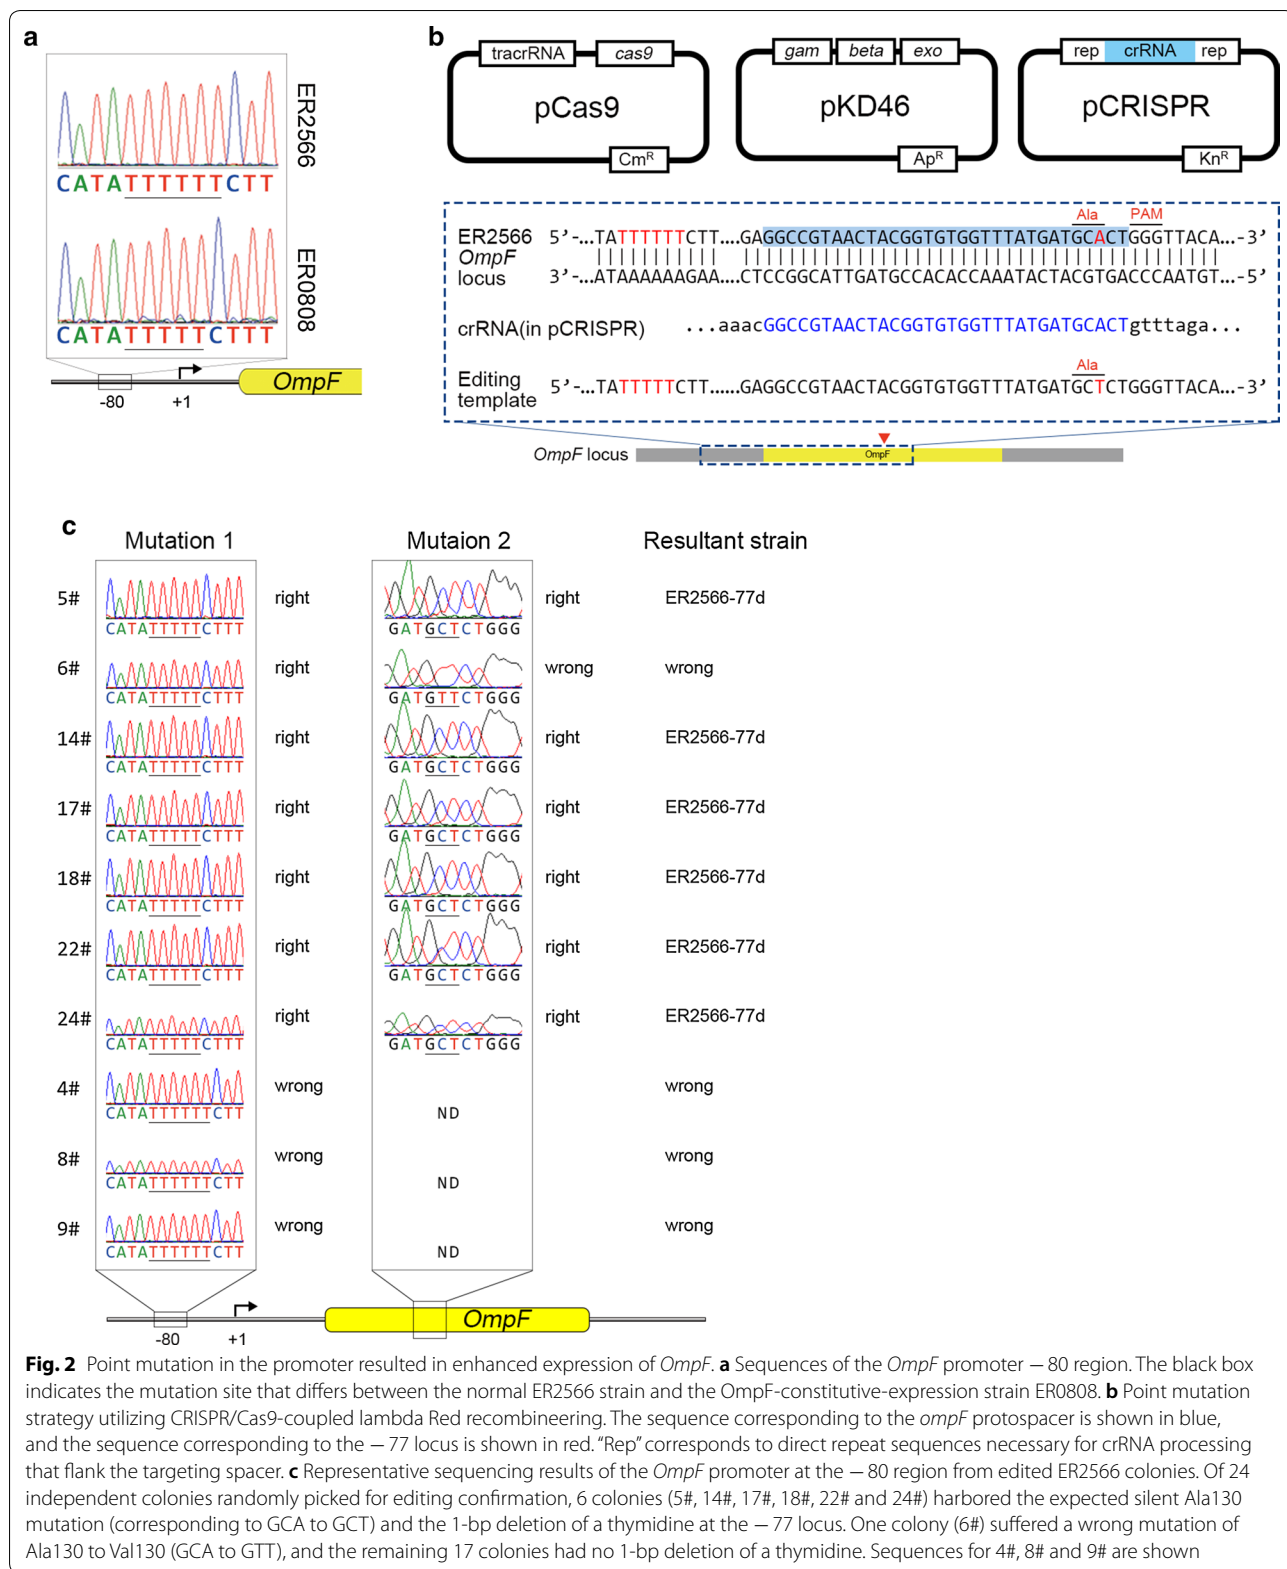 a
ER2566
CATATTTTTTCTT
ER0808
CATATTTTTCTTT
OmpF
-80
+1
b
tracrRNA
cas9
pCas9
CmR
gam
beta
exo
pKD46
ApR
rep
crRNA
rep
pCRISPR
KnR
Ala
PAM
ER2566
OmpF
locus
5’-...TATTTTTTCTT....GAGGCCGTAACTACGGTGTGGTTTATGATGCACTGGGTTACA...-3’
3’-...ATAAAAAAGAA....CTCCGGCATTGATGCCACACCAAATACTACGTGACCCAATGT...-5’
crRNA(in pCRISPR)
...aaacGGCCGTAACTACGGTGTGGTTTATGATGCACTgtttaga...
Ala
Editing
template
5’-...TATTTTTCTT......GAGGCCGTAACTACGGTGTGGTTTATGATGCTCTGGGTTACA...-3’
OmpF locus
OmpF
c
Mutation 1
Mutaion 2
Resultant strain
5#
right
right
ER2566-77d
CATATTTTTCTTT
GATGCTCTGGG
6#
right
wrong
wrong
CATATTTTTCTTT
GATGTTCTGGG
14#
right
right
ER2566-77d
CATATTTTTCTTT
GATGCTCTGGG
17#
right
right
ER2566-77d
CATATTTTTCTTT
GATGCTCTGGG
18#
right
right
ER2566-77d
CATATTTTTCTTT
GATGCTCTGGG
22#
right
right
ER2566-77d
CATATTTTTCTTT
GATGCTCTGGG
24#
right
right
ER2566-77d
CATATTTTTCTTT
GATGCTCTGGG
4#
wrong
wrong
CATATTTTTTCTT
ND
8#
wrong
wrong
CATATTTTTTCTT
ND
9#
wrong
wrong
CATATTTTTTCTT
ND
OmpF
-80
+1
Fig. 2 Point mutation in the promoter resulted in enhanced expression of OmpF. a Sequences of the OmpF promoter − 80 region. The black box
indicates the mutation site that differs between the normal ER2566 strain and the OmpF-constitutive-expression strain ER0808. b Point mutation
strategy utilizing CRISPR/Cas9-coupled lambda Red recombineering. The sequence corresponding to the ompF protospacer is shown in blue,
and the sequence corresponding to the − 77 locus is shown in red. “Rep” corresponds to direct repeat sequences necessary for crRNA processing
that flank the targeting spacer. c Representative sequencing results of the OmpF promoter at the − 80 region from edited ER2566 colonies. Of 24
independent colonies randomly picked for editing confirmation, 6 colonies (5#, 14#, 17#, 18#, 22# and 24#) harbored the expected silent Ala130
mutation (corresponding to GCA to GCT) and the 1-bp deletion of a thymidine at the − 77 locus. One colony (6#) suffered a wrong mutation of
Ala130 to Val130 (GCA to GTT), and the remaining 17 colonies had no 1-bp deletion of a thymidine. Sequences for 4#, 8# and 9# are shown